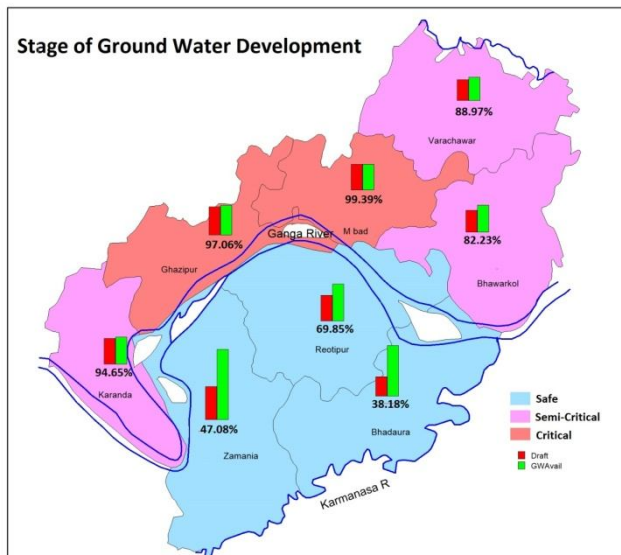 Stage of Ground Water Development
88.97%
Varachawar
99.39%
M bad
97.06%
Ganga River
Ghazipur
82.23%
Bhawarkol
69.85%
Reotipur
94.65%
Karanda
47.08%
Zamania
38.18%
Bhadaura
Karmanasa R
Safe
Semi-Critical
Critical
Draft
GWAvail